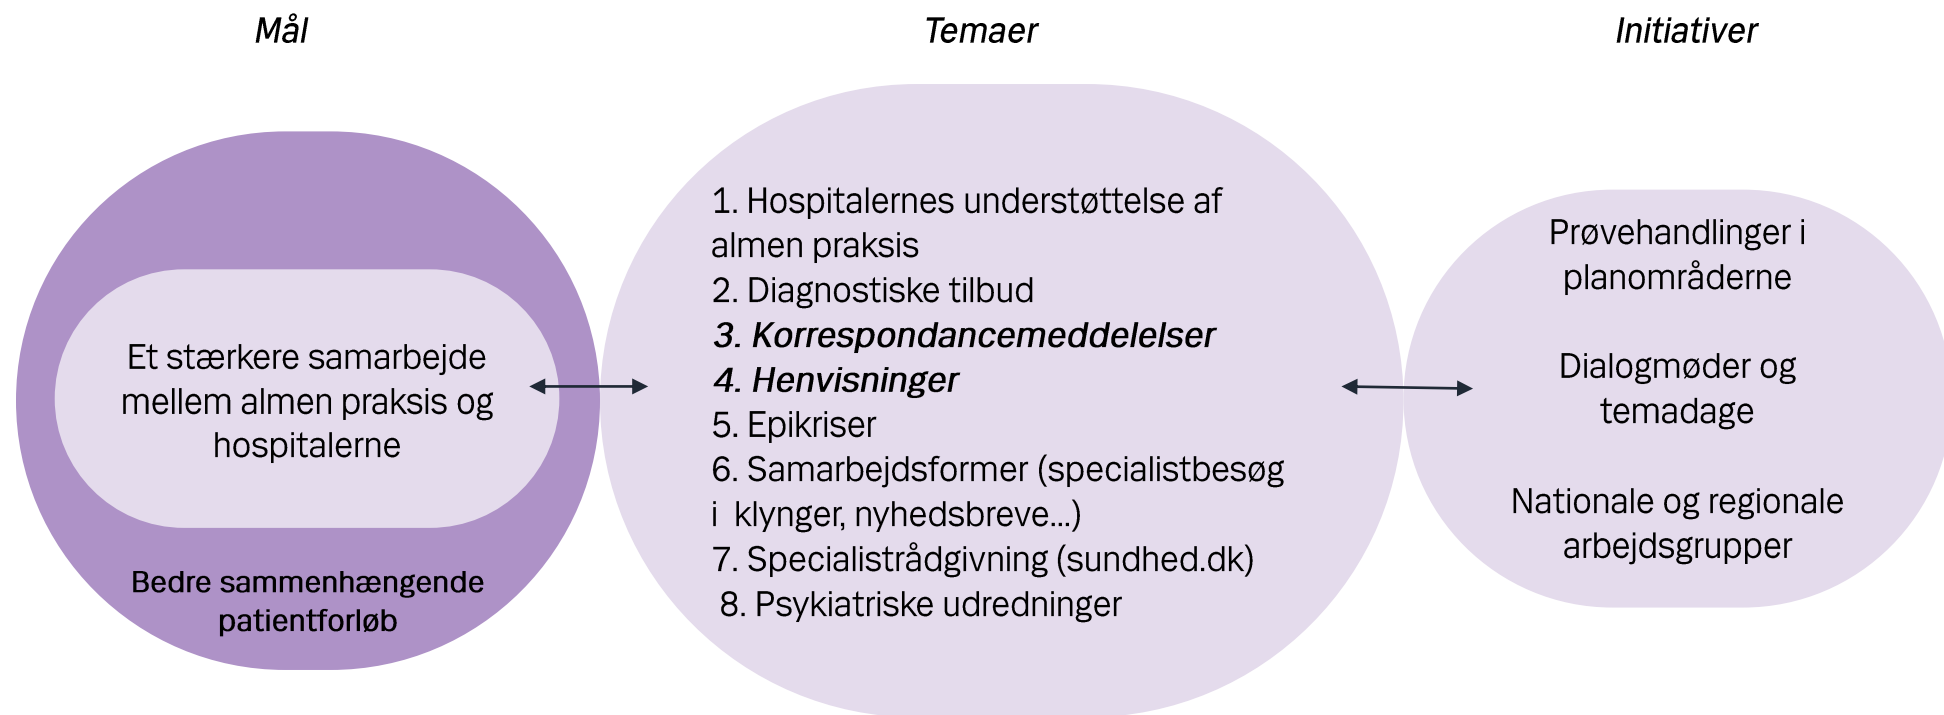 Mål
Temaer
Initiativer
Et stærkere samarbejde
mellem almen praksis og
hospitalerne
Bedre sammenhængende
patientforløb
1. Hospitalernes understøttelse af
almen praksis
2. Diagnostiske tilbud
3. Korrespondancemeddelelser
4. Henvisninger
5. Epikriser
6. Samarbejdsformer (specialistbesøg
i  klynger, nyhedsbreve...)
7. Specialistrådgivning (sundhed.dk)
8. Psykiatriske udredninger
Prøvehandlinger i
planområderne
Dialogmøder og
temadage
Nationale og regionale
arbejdsgrupper